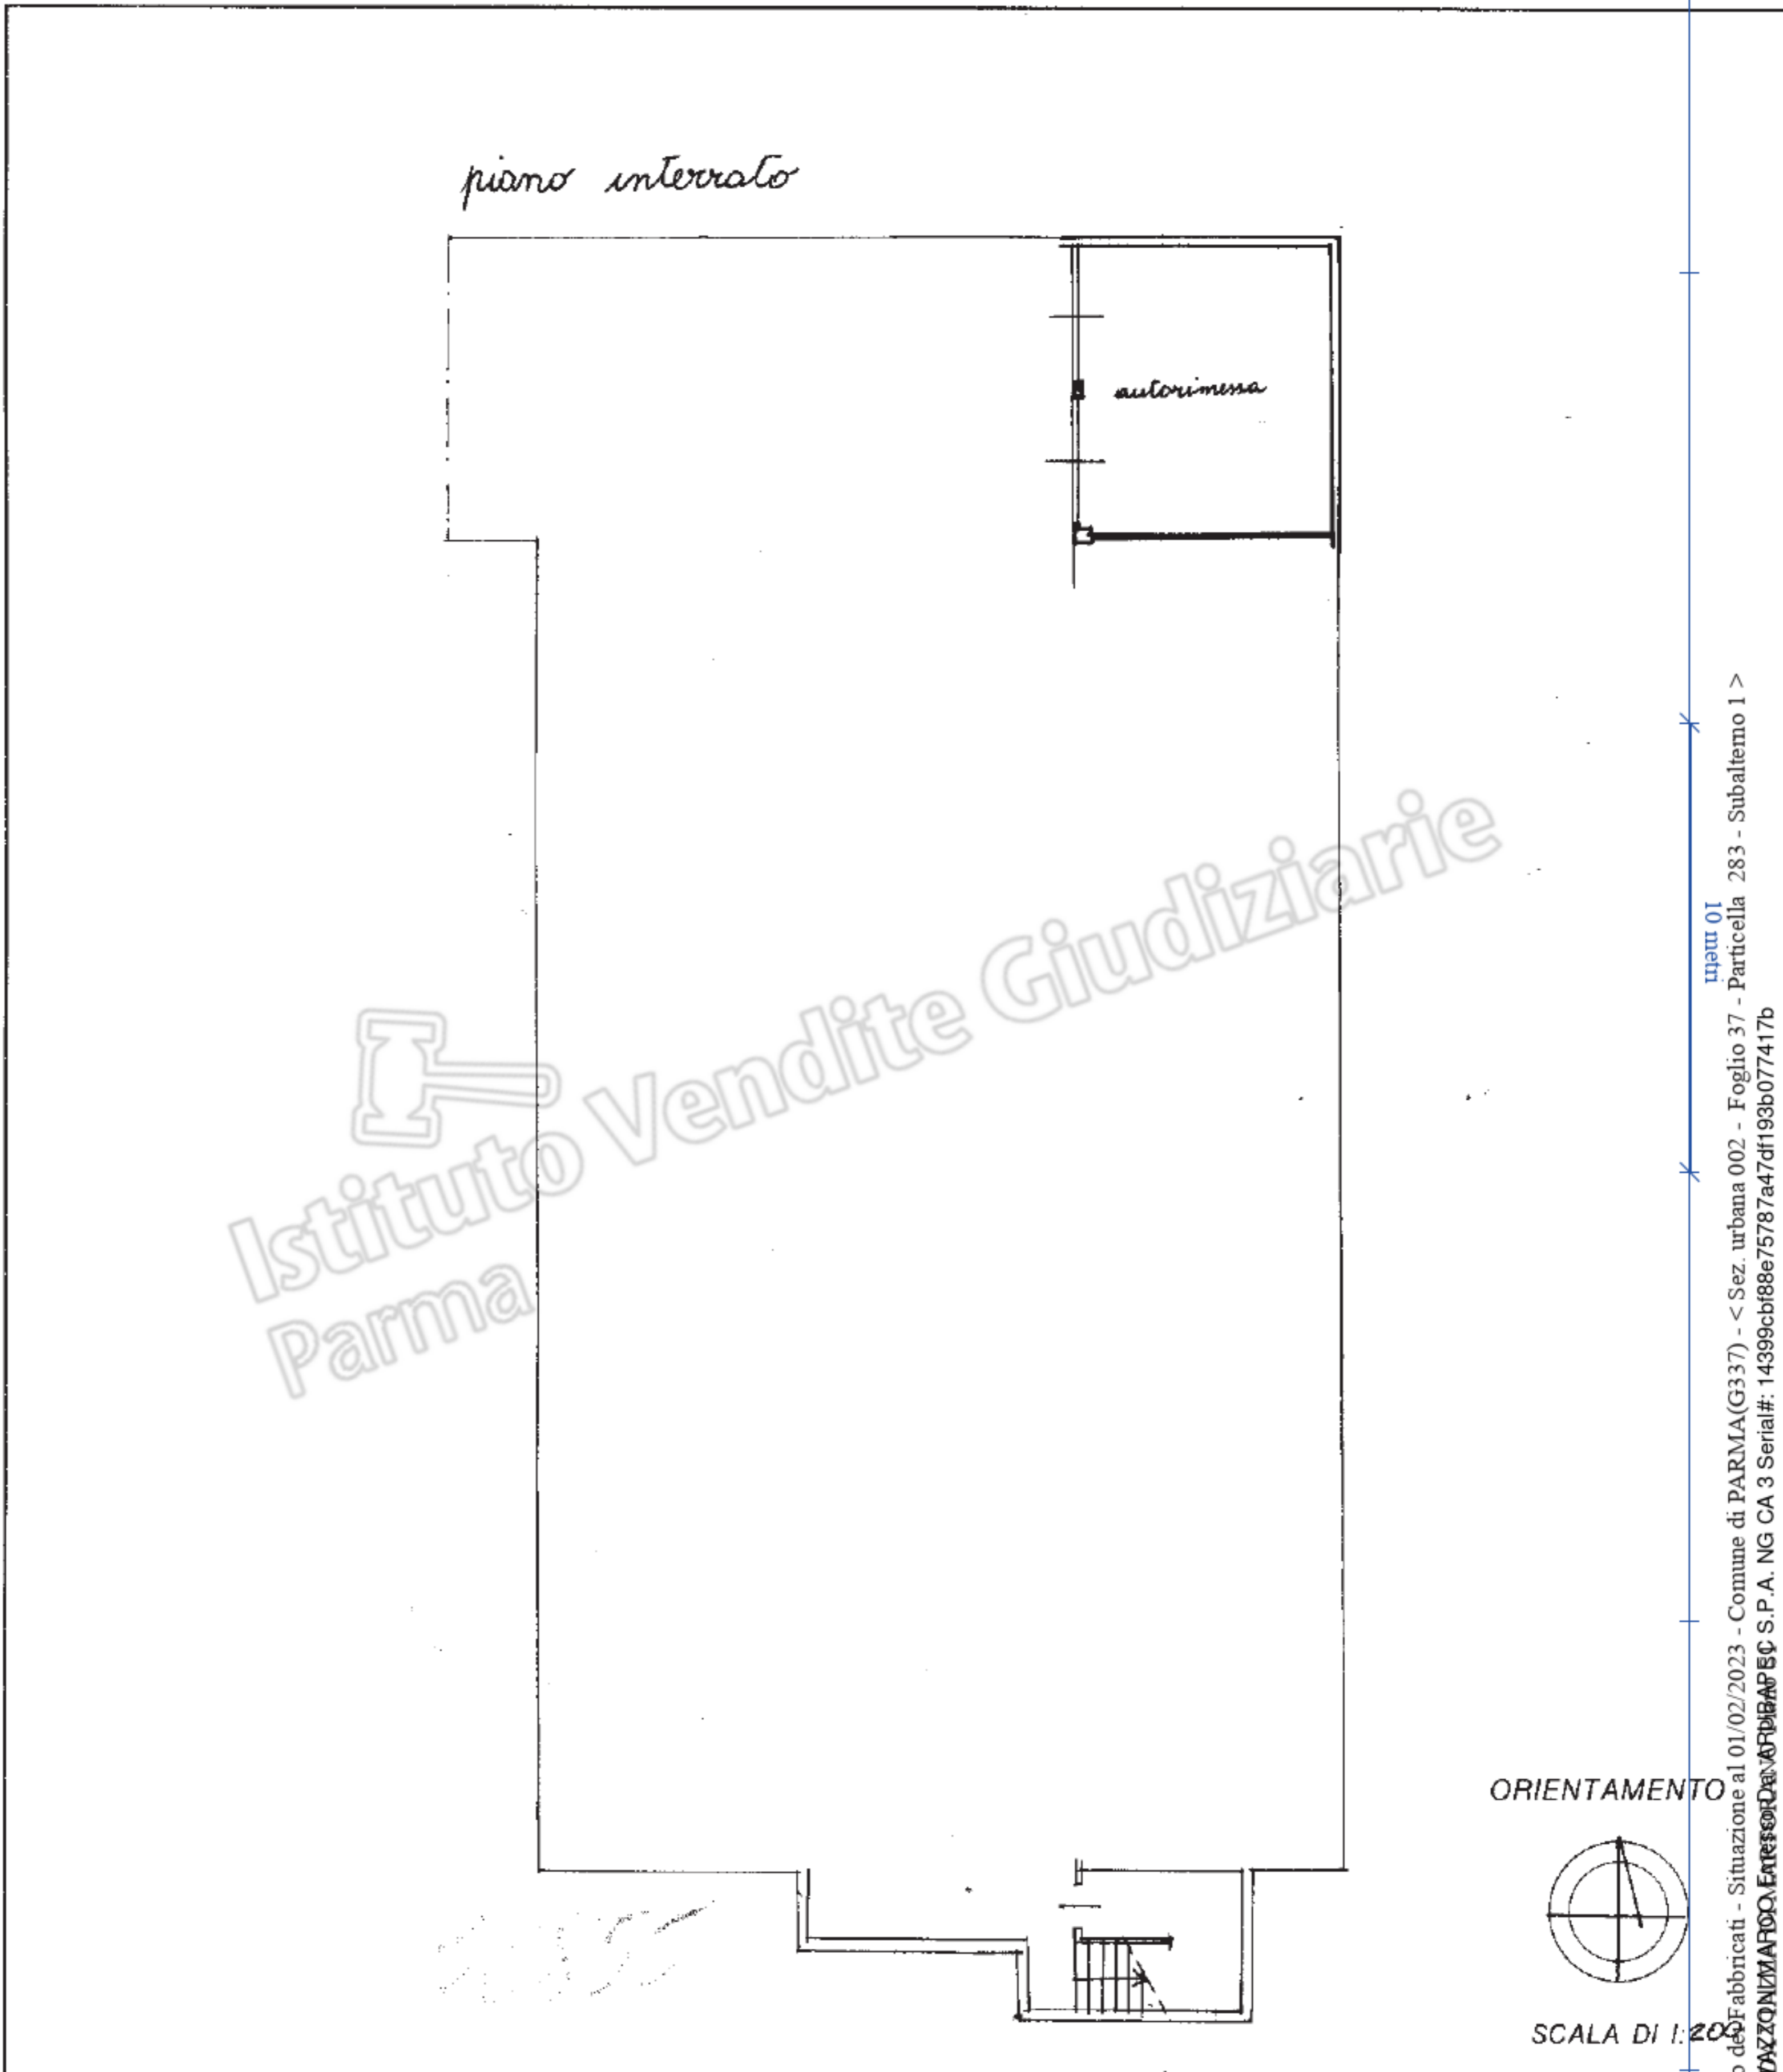 piano interrato
autorimessa
Istituto Vendite Giudiziarie
Parma
10 metri
Fabbricati - Situazione al 01/02/2023 - Comune di PARMA(G337) - < Sez. urbana 002 - Foglio 37 - Particella 283 - Subalterno 1 >
S.P.A. NG CA 3 Serial#: 14399cbf88e75787a47df193b077417b
ORIENTAMENTO
SCALA DI 1:200